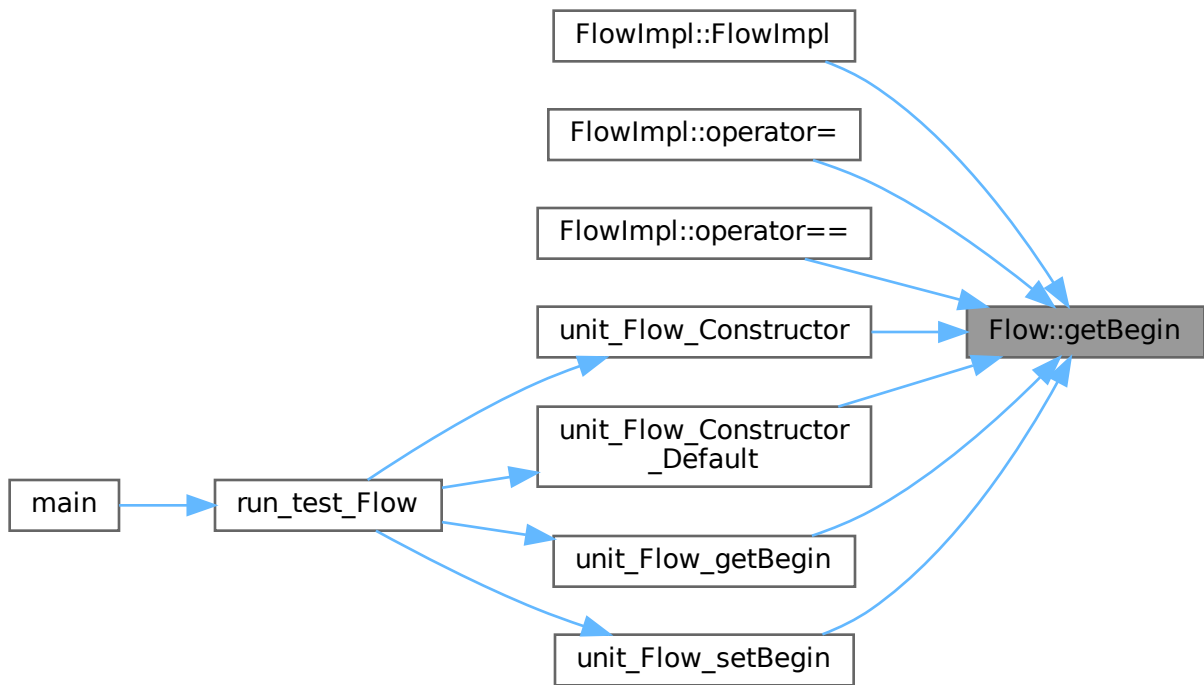 FlowImpl::FlowImpl
FlowImpl::operator=
FlowImpl::operator==
unit_Flow_Constructor
Flow::getBegin
unit_Flow_Constructor
_Default
main
run_test_Flow
unit_Flow_getBegin
unit_Flow_setBegin